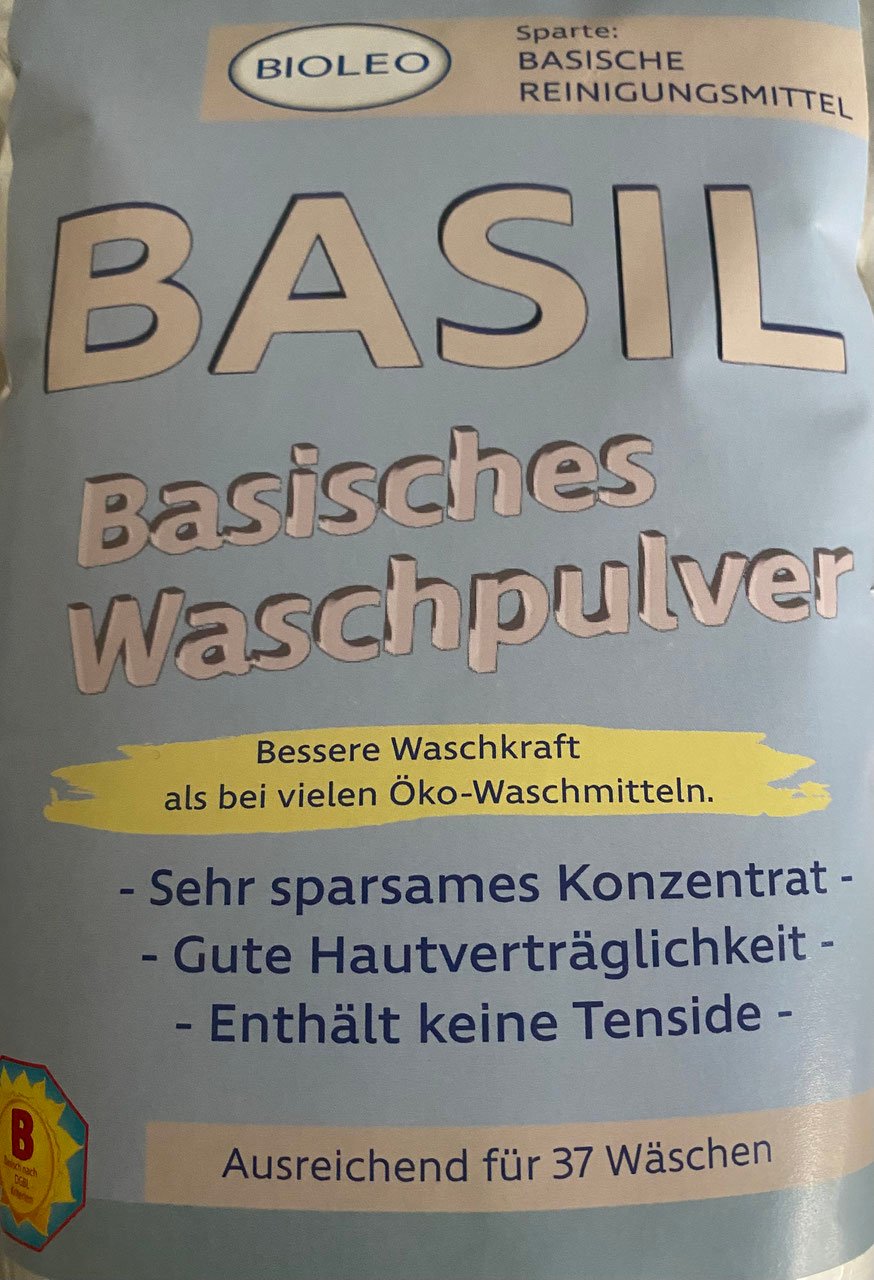 BIOLEO
Sparte:
BASISCHE
REINIGUNGSMITTEL
BASIL
Basisches
Waschpulver
Bessere Waschkraft
als bei vielen Öko-Waschmitteln.
- Sehr sparsames Konzentrat -
- Gute Hautverträglichkeit -
- Enthält keine Tenside -
B
nach
Ausreichend für 37 Wäschen